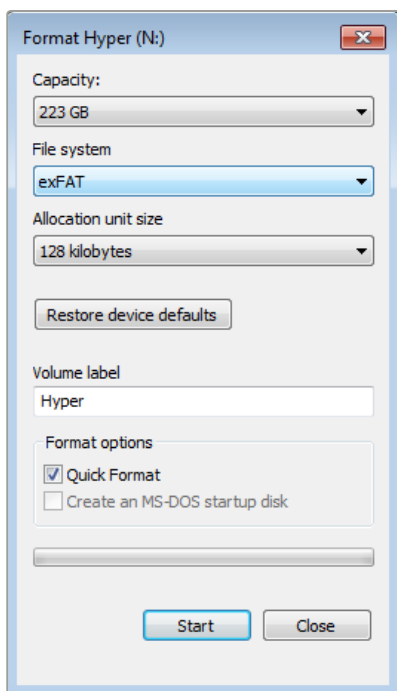 Format Hyper (N:)
Capacity:
223 GB
File system
exFAT
Allocation unit size
128 kilobytes
Restore device defaults
Volume label
Hyper
Format options
Quick Format
Create an MS-DOS startup disk
Start
Close